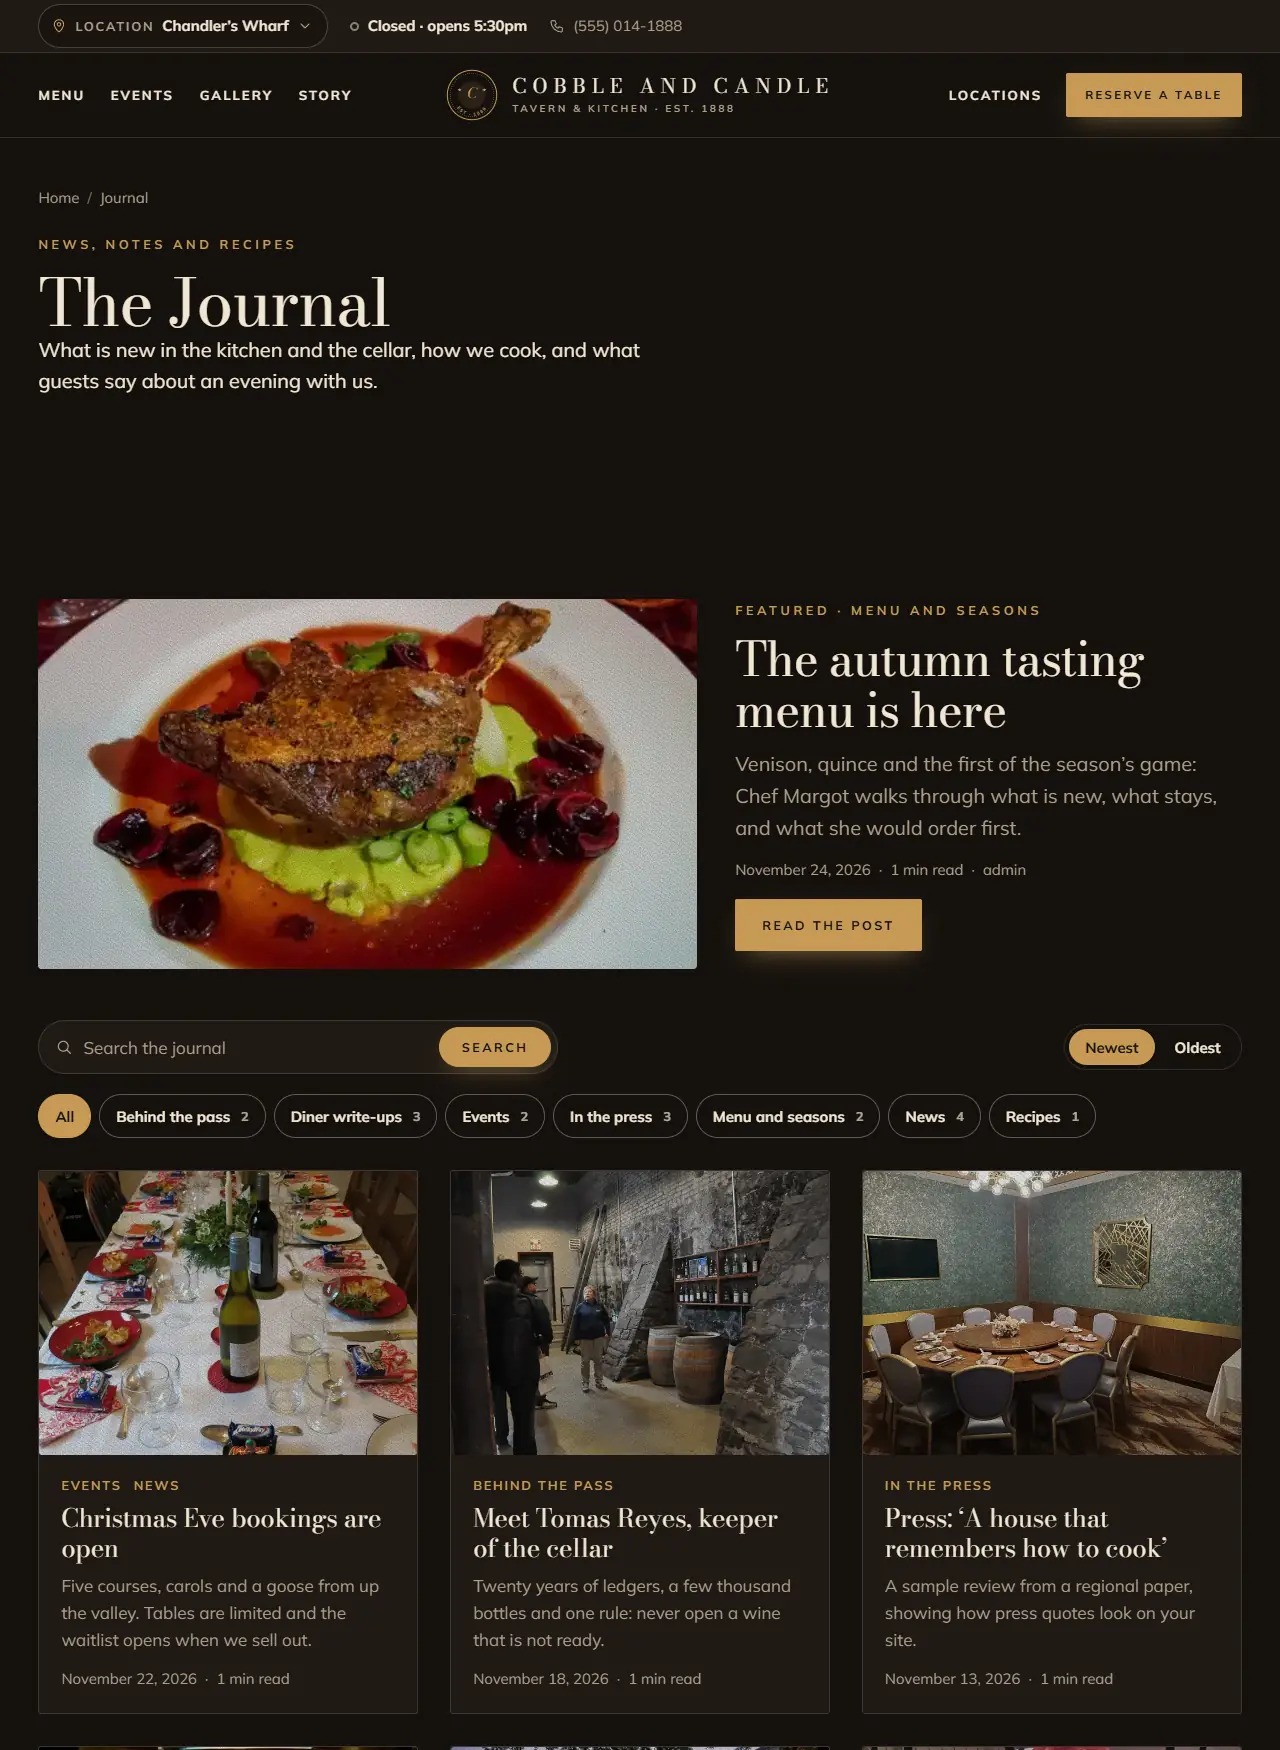 LOCATION Chandler's Wharf
Closed · opens 5:30pm
(555) 014-1888
MENU
EVENTS
GALLERY
STORY
C
COBBLE AND CANDLE
TAVERN & KITCHEN · EST. 1888
LOCATIONS
RESERVE A TABLE
Home / Journal
NEWS, NOTES AND RECIPES
The Journal
What is new in the kitchen and the cellar, how we cook, and what
guests say about an evening with us.
FEATURED · MENU AND SEASONS
The autumn tasting
menu is here
Venison, quince and the first of the season’s game:
Chef Margot walks through what is new, what stays,
and what she would order first.
November 24, 2026 · 1 min read · admin
READ THE POST
Search the journal
SEARCH
Newest
Oldest
All
Behind the pass 2
Diner write-ups 3
Events 2
In the press 3
Menu and seasons 2
News 4
Recipes 1
EVENTS NEWS
Christmas Eve bookings are
open
Five courses, carols and a goose from up
the valley. Tables are limited and the
waitlist opens when we sell out.
November 22, 2026 · 1 min read
BEHIND THE PASS
Meet Tomas Reyes, keeper
of the cellar
Twenty years of ledgers, a few thousand
bottles and one rule: never open a wine
that is not ready.
November 18, 2026 · 1 min read
IN THE PRESS
Press: ‘A house that
remembers how to cook’
A sample review from a regional paper,
showing how press quotes look on your
site.
November 13, 2026 · 1 min read